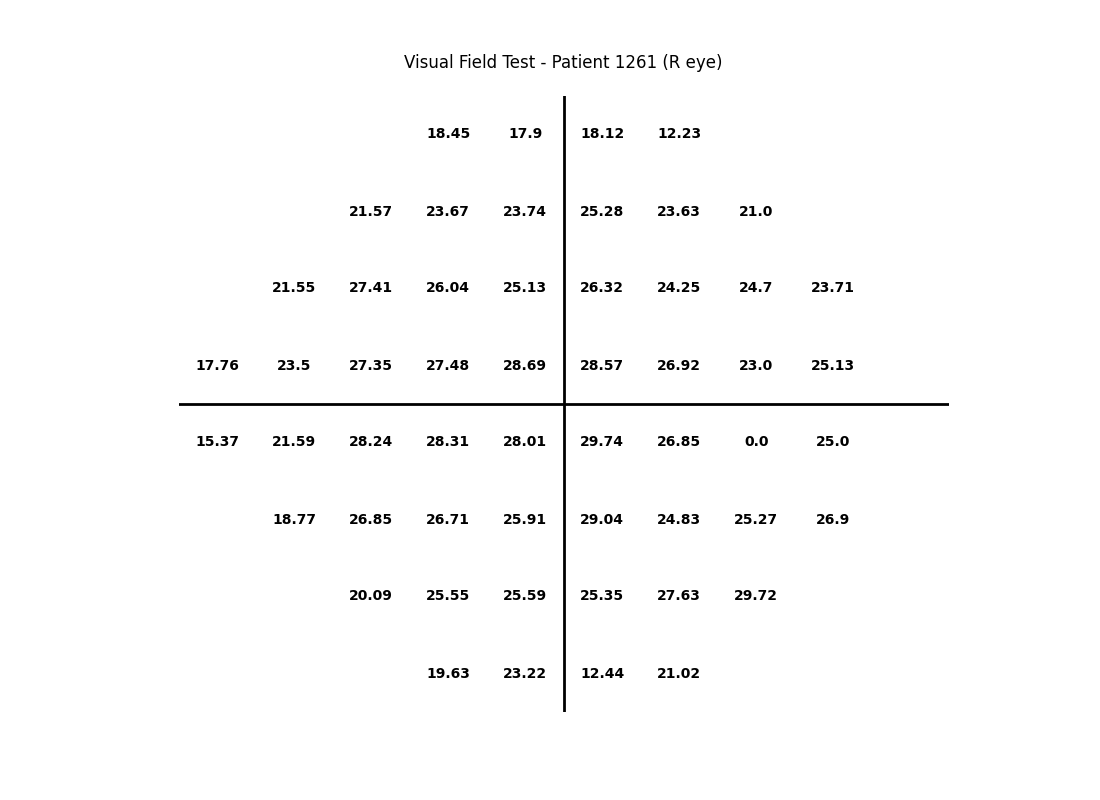 Visual Field Test - Patient 1261 (R eye)
18.45 17.9 18.12 12.23
21.57 23.67 23.74 25.28 23.63 21.0
21.55 27.41 26.04 25.13 26.32 24.25 24.7 23.71
17.76 23.5 27.35 27.48 28.69 28.57 26.92 23.0 25.13
15.37 21.59 28.24 28.31 28.01 29.74 26.85 0.0 25.0
18.77 26.85 26.71 25.91 29.04 24.83 25.27 26.9
20.09 25.55 25.59 25.35 27.63 29.72
19.63 23.22 12.44 21.02